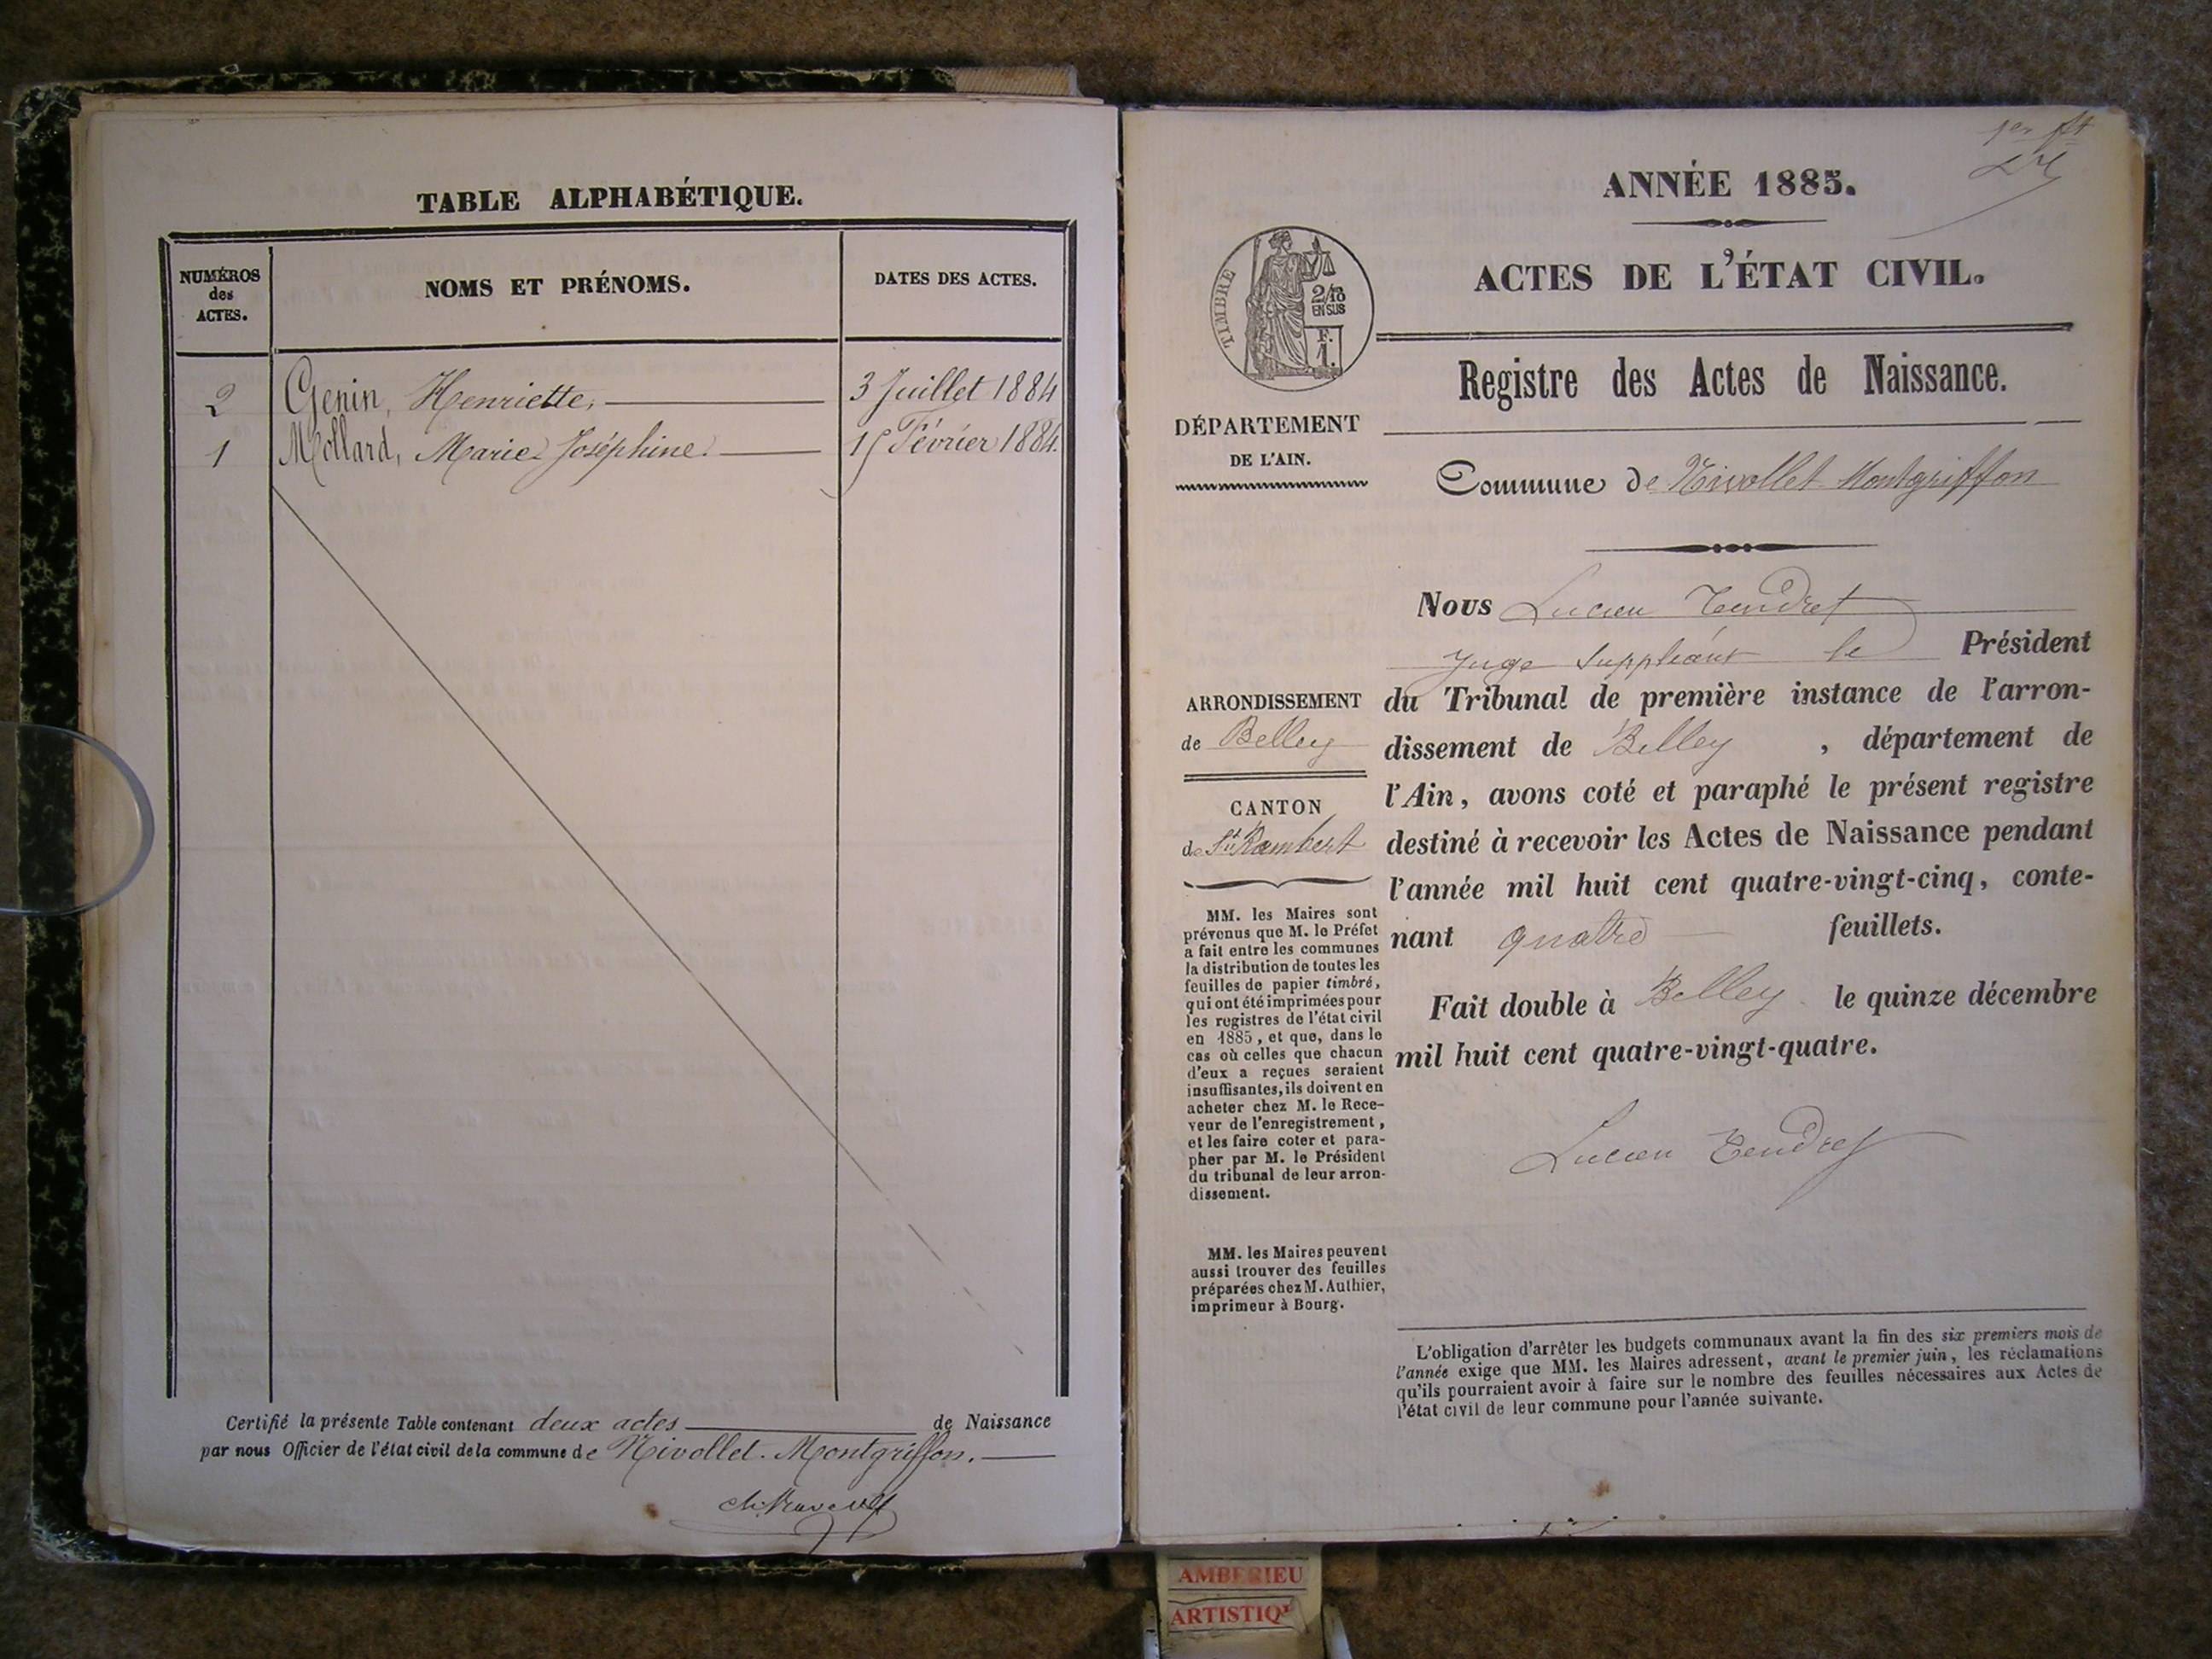 TABLE ALPHABÉTIQUE.
NUMÉROS
des
ACTES.
NOMS ET PRÉNOMS.
DATES DES ACTES.
2 Genin, Henriette, 3 Juillet 1884
1 Mollard, Marie Joséphine. 15 Février 1884.
Certifié la présente Table contenant deux actes de Naissance
par nous Officier de l'état civil de la commune de Nivollet-Montgriffon.
1er ft
ANNÉE 1885.
ACTES DE L'ÉTAT CIVIL.
TIMBRE
2/10
EN SUS
F.
1.
Registre des Actes de Naissance.
DÉPARTEMENT
DE L'AIN.
Commune de Nivollet Montgriffon
Nous Lucien Tendret
Juge Suppléant le Président
du Tribunal de première instance de l'arron-
dissement de Belley, département de
l'Ain, avons coté et paraphé le présent registre
destiné à recevoir les Actes de Naissance pendant
l'année mil huit cent quatre-vingt-cinq, conte-
nant quatre feuillets.
Fait double à Belley le quinze décembre
mil huit cent quatre-vingt-quatre.
Lucien Tendret
ARRONDISSEMENT
de Belley
CANTON
de St Rambert
MM. les Maires sont
prévenus que M. le Préfet
a fait entre les communes
la distribution de toutes les
feuilles de papier timbré,
qui ont été imprimées pour
les registres de l'état civil
en 1885, et que, dans le
cas où celles que chacun
d'eux a reçues seraient
insuffisantes, ils doivent en
acheter chez M. le Rece-
veur de l'enregistrement,
et les faire coter et para-
pher par M. le Président
du tribunal de leur arron-
dissement.
MM. les Maires peuvent
aussi trouver des feuilles
préparées chez M. Authier,
imprimeur à Bourg.
L'obligation d'arrêter les budgets communaux avant la fin des six premiers mois de
l'année exige que MM. les Maires adressent, avant le premier juin, les réclamations
qu'ils pourraient avoir à faire sur le nombre des feuilles nécessaires aux Actes de
l'état civil de leur commune pour l'année suivante.
AMBERIEU
ARTISTIQ